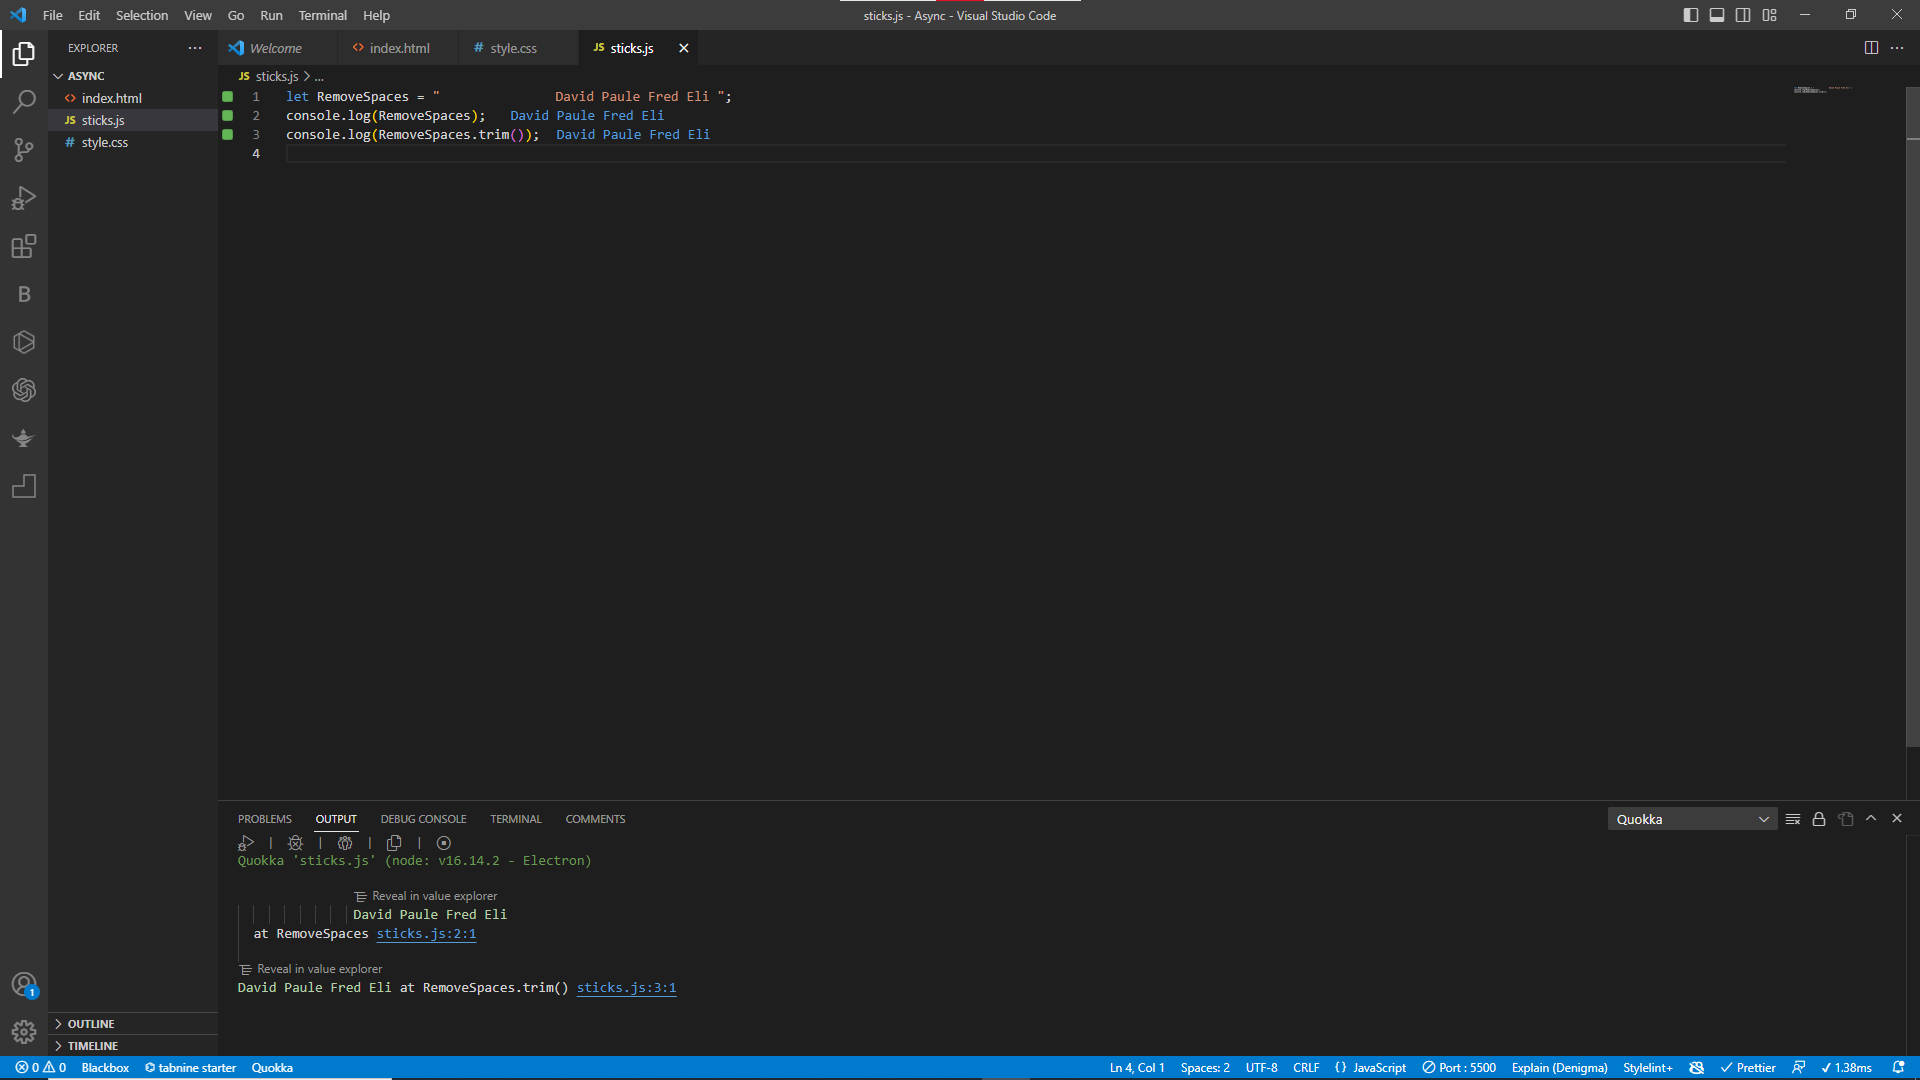 File Edit Selection View Go Run Terminal Help
sticks.js - Async - Visual Studio Code
EXPLORER
Welcome
index.html
style.css
JS sticks.js
ASYNC
index.html
JS sticks.js
# style.css
JS sticks.js > ...
1 let RemoveSpaces = "               David Paule Fred Eli ";
2 console.log(RemoveSpaces);   David Paule Fred Eli
3 console.log(RemoveSpaces.trim());  David Paule Fred Eli
4
B
PROBLEMS OUTPUT DEBUG CONSOLE TERMINAL COMMENTS
Quokka
Quokka 'sticks.js' (node: v16.14.2 - Electron)
Reveal in value explorer
David Paule Fred Eli
at RemoveSpaces sticks.js:2:1
Reveal in value explorer
David Paule Fred Eli at RemoveSpaces.trim() sticks.js:3:1
1
OUTLINE
TIMELINE
0 0 Blackbox tabnine starter Quokka
Ln 4, Col 1 Spaces: 2 UTF-8 CRLF {} JavaScript Port : 5500 Explain (Denigma) Stylelint+ Prettier 1.38ms